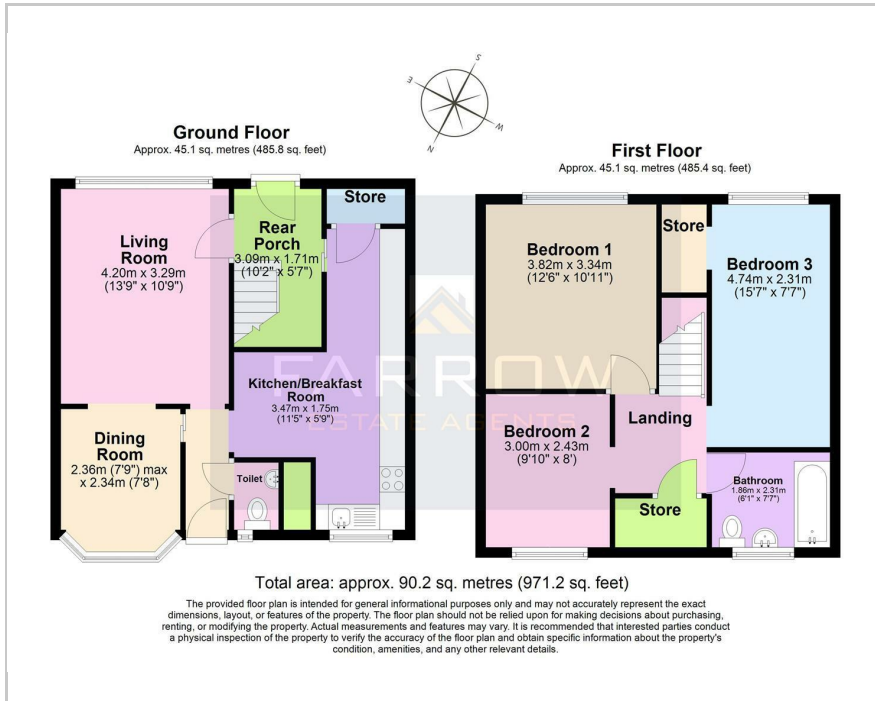 S
E
W
N
Ground Floor
Approx. 45.1 sq. metres (485.8 sq. feet)
Living
Room
4.20m x 3.29m
(13'9" x 10'9")
Rear
Porch
3.09m x 1.71m
(10'2" x 5'7")
Store
Kitchen/Breakfast
Room
3.47m x 1.75m
(11'5" x 5'9")
Dining
Room
2.36m (7'9") max
x 2.34m (7'8")
Toilet
First Floor
Approx. 45.1 sq. metres (485.4 sq. feet)
Bedroom 1
3.82m x 3.34m
(12'6" x 10'11")
Store
Bedroom 3
4.74m x 2.31m
(15'7" x 7'7")
Landing
Bedroom 2
3.00m x 2.43m
(9'10" x 8')
Store
Bathroom
1.86m x 2.31m
(6'1" x 7'7")
FARROW
ESTATE AGENTS
Total area: approx. 90.2 sq. metres (971.2 sq. feet)
The provided floor plan is intended for general informational purposes only and may not accurately represent the exact
dimensions, layout, or features of the property. The floor plan should not be relied upon for making decisions about purchasing,
renting, or modifying the property. Actual measurements and features may vary. It is recommended that interested parties conduct
a physical inspection of the property to verify the accuracy of the floor plan and obtain specific information about the property's
condition, amenities, and any other relevant details.